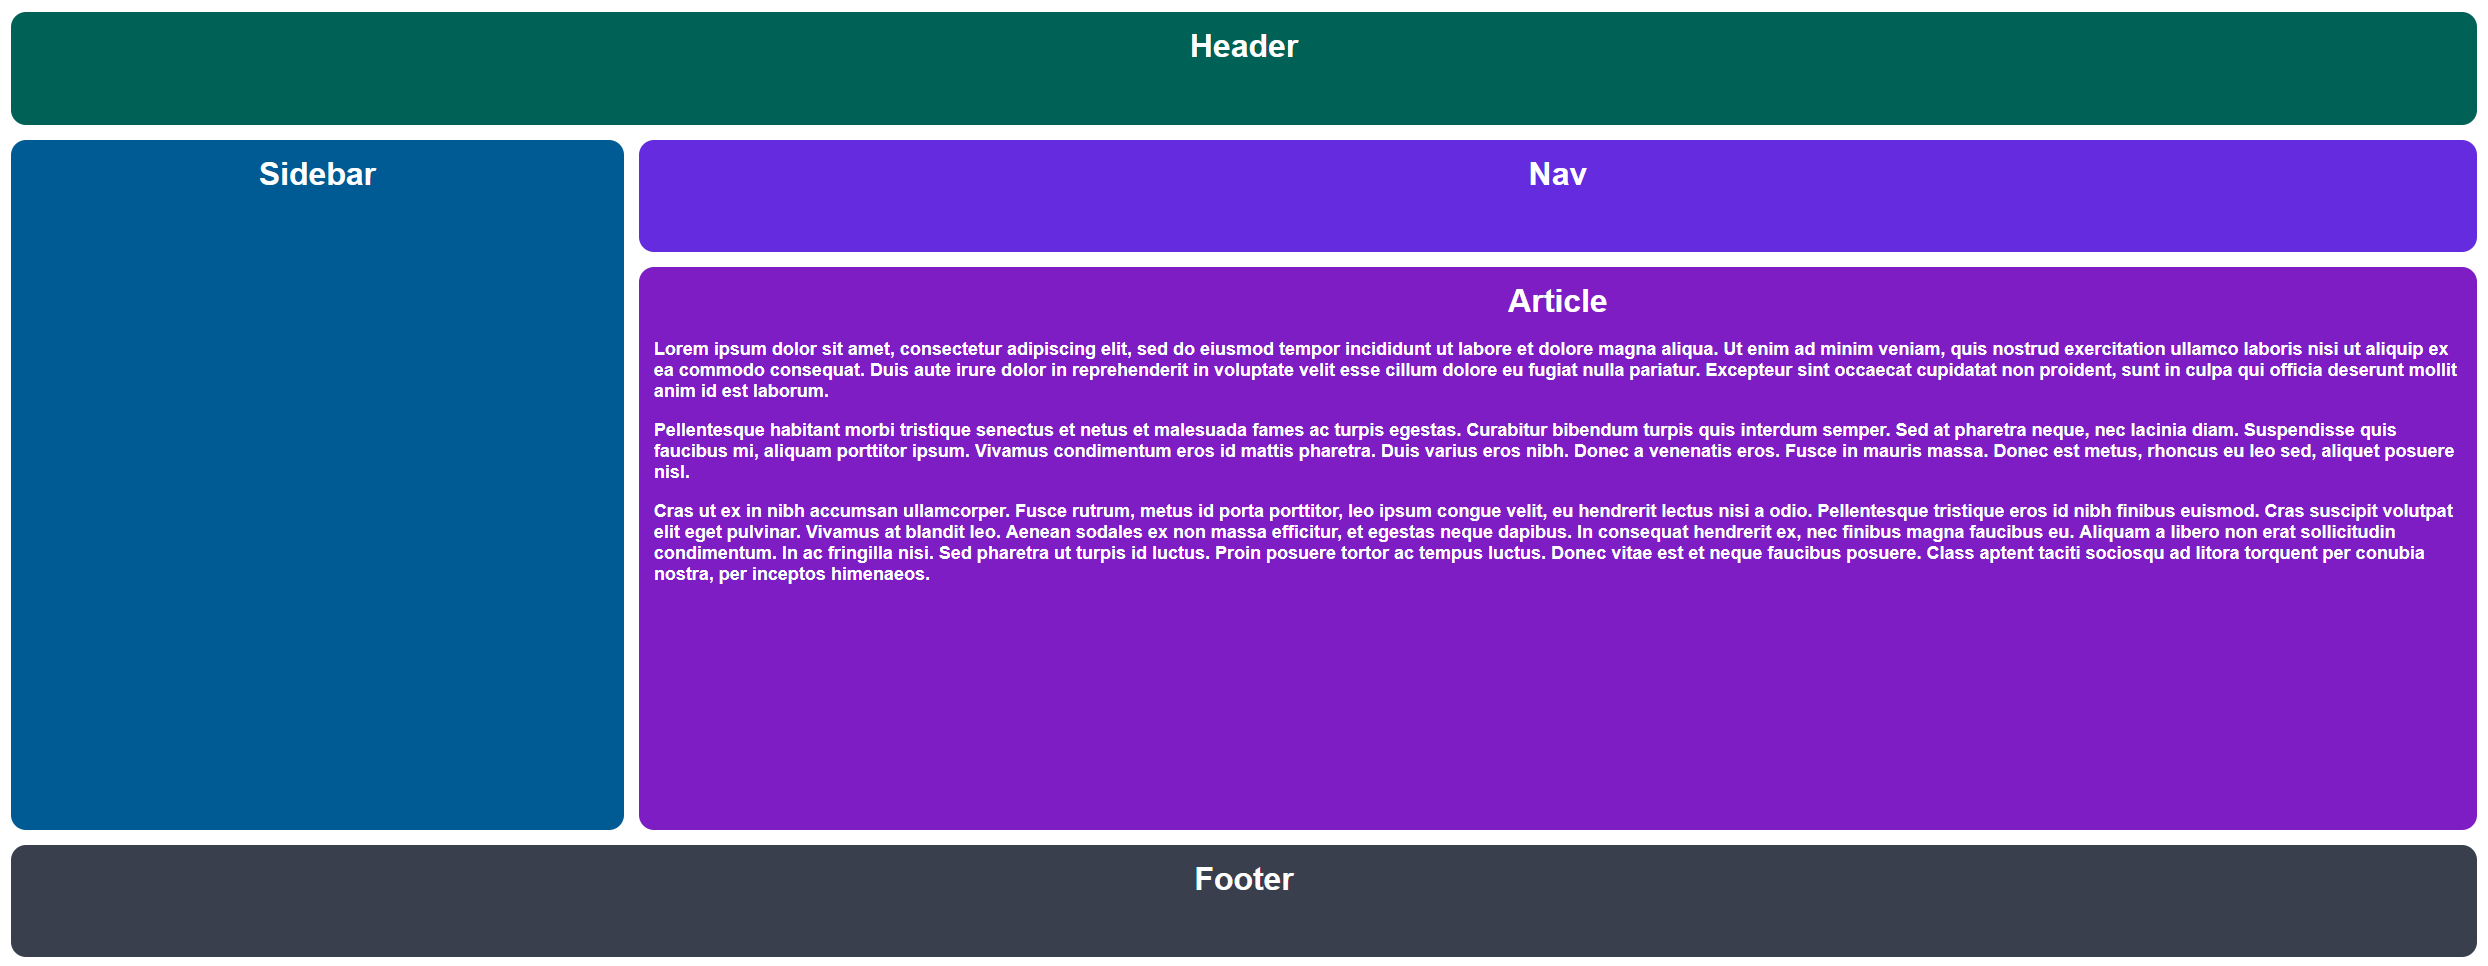 Header
Sidebar
Nav
Article
Lorem ipsum dolor sit amet, consectetur adipiscing elit, sed do eiusmod tempor incididunt ut labore et dolore magna aliqua. Ut enim ad minim veniam, quis nostrud exercitation ullamco laboris nisi ut aliquip ex
ea commodo consequat. Duis aute irure dolor in reprehenderit in voluptate velit esse cillum dolore eu fugiat nulla pariatur. Excepteur sint occaecat cupidatat non proident, sunt in culpa qui officia deserunt mollit
anim id est laborum.
Pellentesque habitant morbi tristique senectus et netus et malesuada fames ac turpis egestas. Curabitur bibendum turpis quis interdum semper. Sed at pharetra neque, nec lacinia diam. Suspendisse quis
faucibus mi, aliquam porttitor ipsum. Vivamus condimentum eros id mattis pharetra. Duis varius eros nibh. Donec a venenatis eros. Fusce in mauris massa. Donec est metus, rhoncus eu leo sed, aliquet posuere
nisl.
Cras ut ex in nibh accumsan ullamcorper. Fusce rutrum, metus id porta porttitor, leo ipsum congue velit, eu hendrerit lectus nisi a odio. Pellentesque tristique eros id nibh finibus euismod. Cras suscipit volutpat
elit eget pulvinar. Vivamus at blandit leo. Aenean sodales ex non massa efficitur, et egestas neque dapibus. In consequat hendrerit ex, nec finibus magna faucibus eu. Aliquam a libero non erat sollicitudin
condimentum. In ac fringilla nisi. Sed pharetra ut turpis id luctus. Proin posuere tortor ac tempus luctus. Donec vitae est et neque faucibus posuere. Class aptent taciti sociosqu ad litora torquent per conubia
nostra, per inceptos himenaeos.
Footer